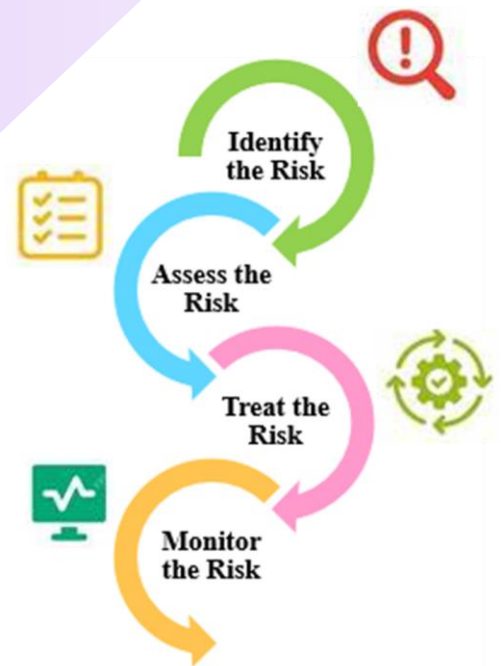 Identify
the Risk
Assess the
Risk
Treat the
Risk
Monitor
the Risk